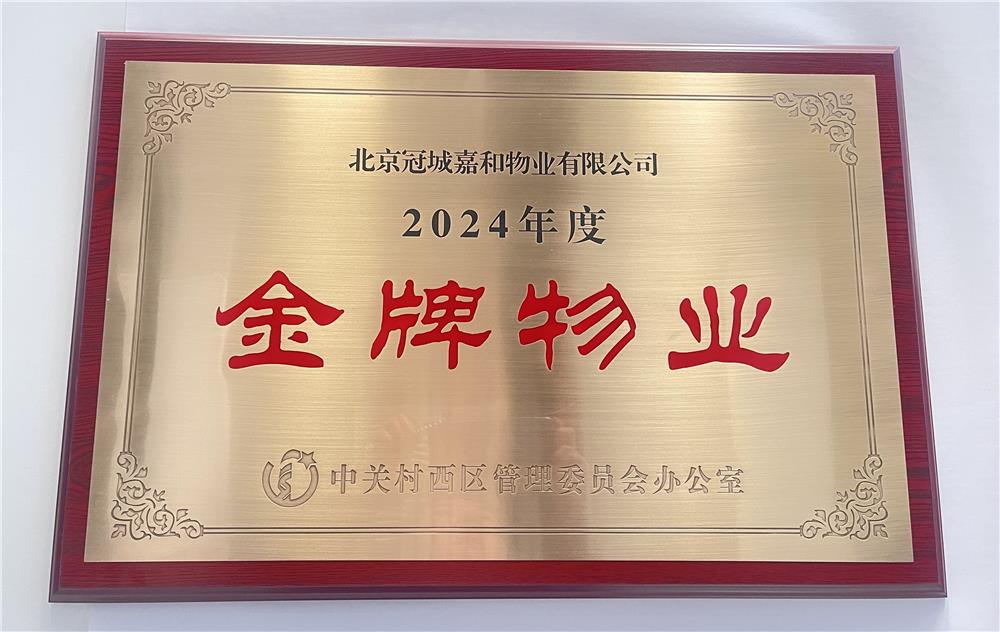 北京冠城嘉和物业有限公司
2024年度
金牌物业
中关村西区管理委员会办公室